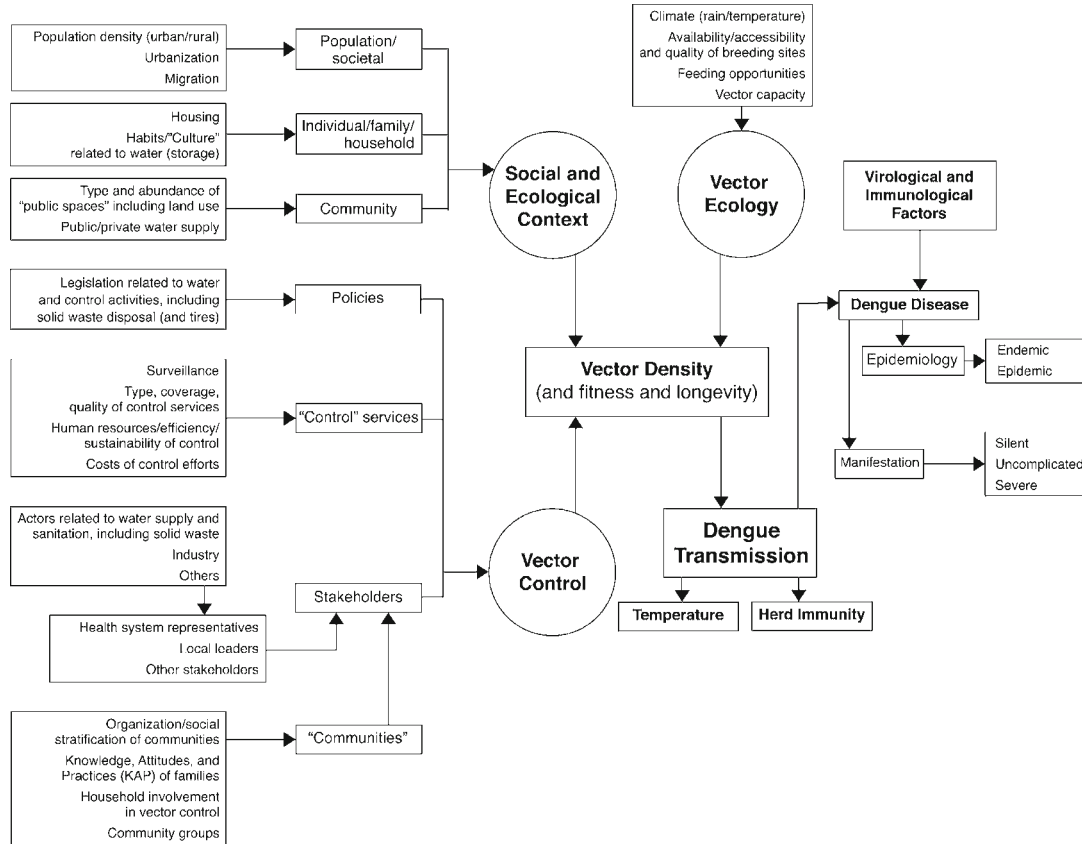 Population density (urban/rural)
Urbanization
Migration
Population/
societal
Housing
Habits/"Culture"
related to water (storage)
Individual/family/
household
Type and abundance of
"public spaces" including land use
Public/private water supply
Community
Social and
Ecological
Context
Climate (rain/temperature)
Availability/accessibility
and quality of breeding sites
Feeding opportunities
Vector capacity
Vector
Ecology
Virological and
Immunological
Factors
Legislation related to water
and control activities, including
solid waste disposal (and tires)
Policies
Surveillance
Type, coverage,
quality of control services
Human resources/efficiency/
sustainability of control
Costs of control efforts
"Control" services
Vector Density
(and fitness and longevity)
Dengue Disease
Epidemiology
Endemic
Epidemic
Manifestation
Silent
Uncomplicated
Severe
Actors related to water supply and
sanitation, including solid waste
Industry
Others
Stakeholders
Vector
Control
Dengue
Transmission
Temperature
Herd Immunity
Health system representatives
Local leaders
Other stakeholders
Organization/social
stratification of communities
Knowledge, Attitudes, and
Practices (KAP) of families
Household involvement
in vector control
Community groups
"Communities"